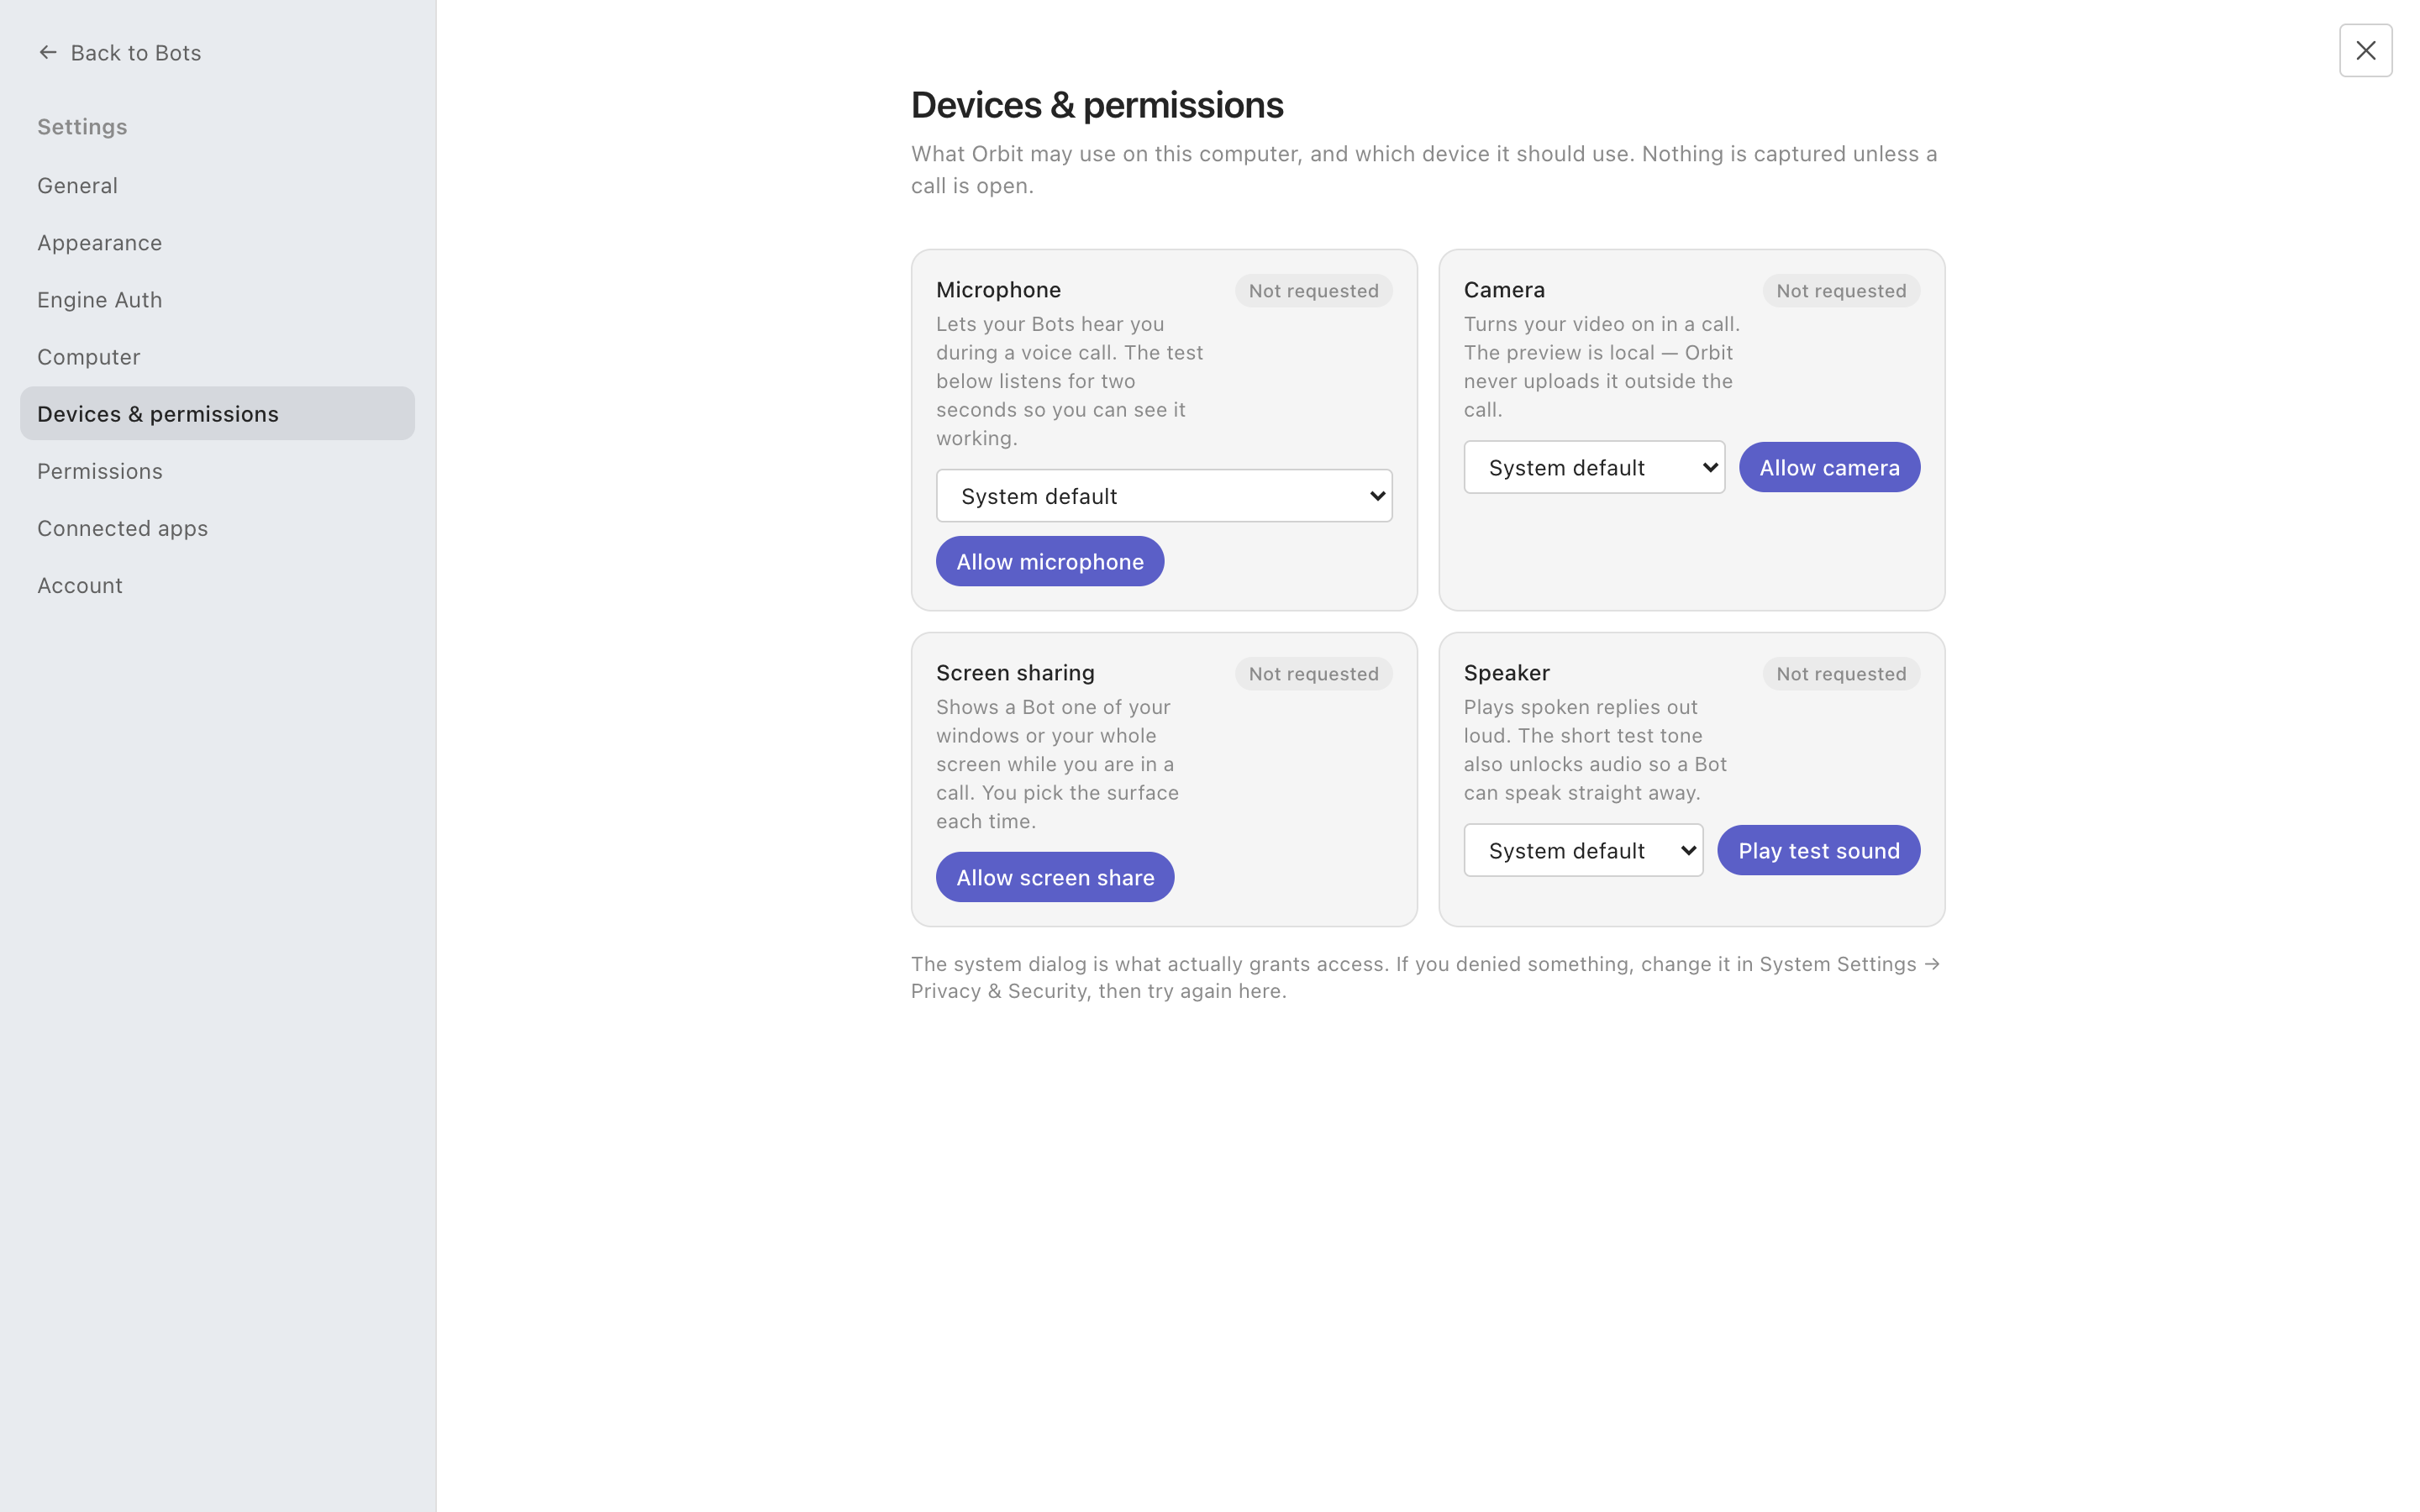 ← Back to Bots
Settings
General
Appearance
Engine Auth
Computer
Devices & permissions
Permissions
Connected apps
Account
Devices & permissions
What Orbit may use on this computer, and which device it should use. Nothing is captured unless a
call is open.
Microphone
Not requested
Lets your Bots hear you
during a voice call. The test
below listens for two
seconds so you can see it
working.
System default
Allow microphone
Camera
Not requested
Turns your video on in a call.
The preview is local — Orbit
never uploads it outside the
call.
System default
Allow camera
Screen sharing
Not requested
Shows a Bot one of your
windows or your whole
screen while you are in a
call. You pick the surface
each time.
Allow screen share
Speaker
Not requested
Plays spoken replies out
loud. The short test tone
also unlocks audio so a Bot
can speak straight away.
System default
Play test sound
The system dialog is what actually grants access. If you denied something, change it in System Settings →
Privacy & Security, then try again here.